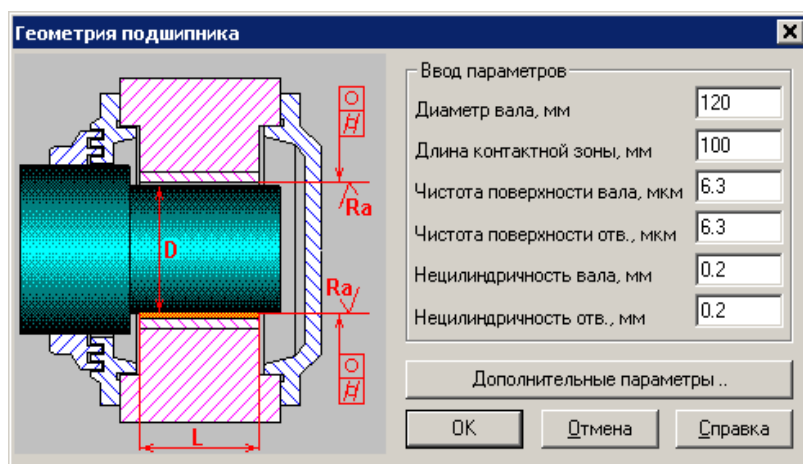 Геометрия подшипника
Ввод параметров
Диаметр вала, мм
120
Длина контактной зоны, мм
100
Чистота поверхности вала, мкм
6.3
Чистота поверхности отв., мкм
6.3
Нецилиндричность вала, мм
0.2
Нецилиндричность отв., мм
0.2
Дополнительные параметры ..
OK
Отмена
Справка
Ra
D
Ra
L